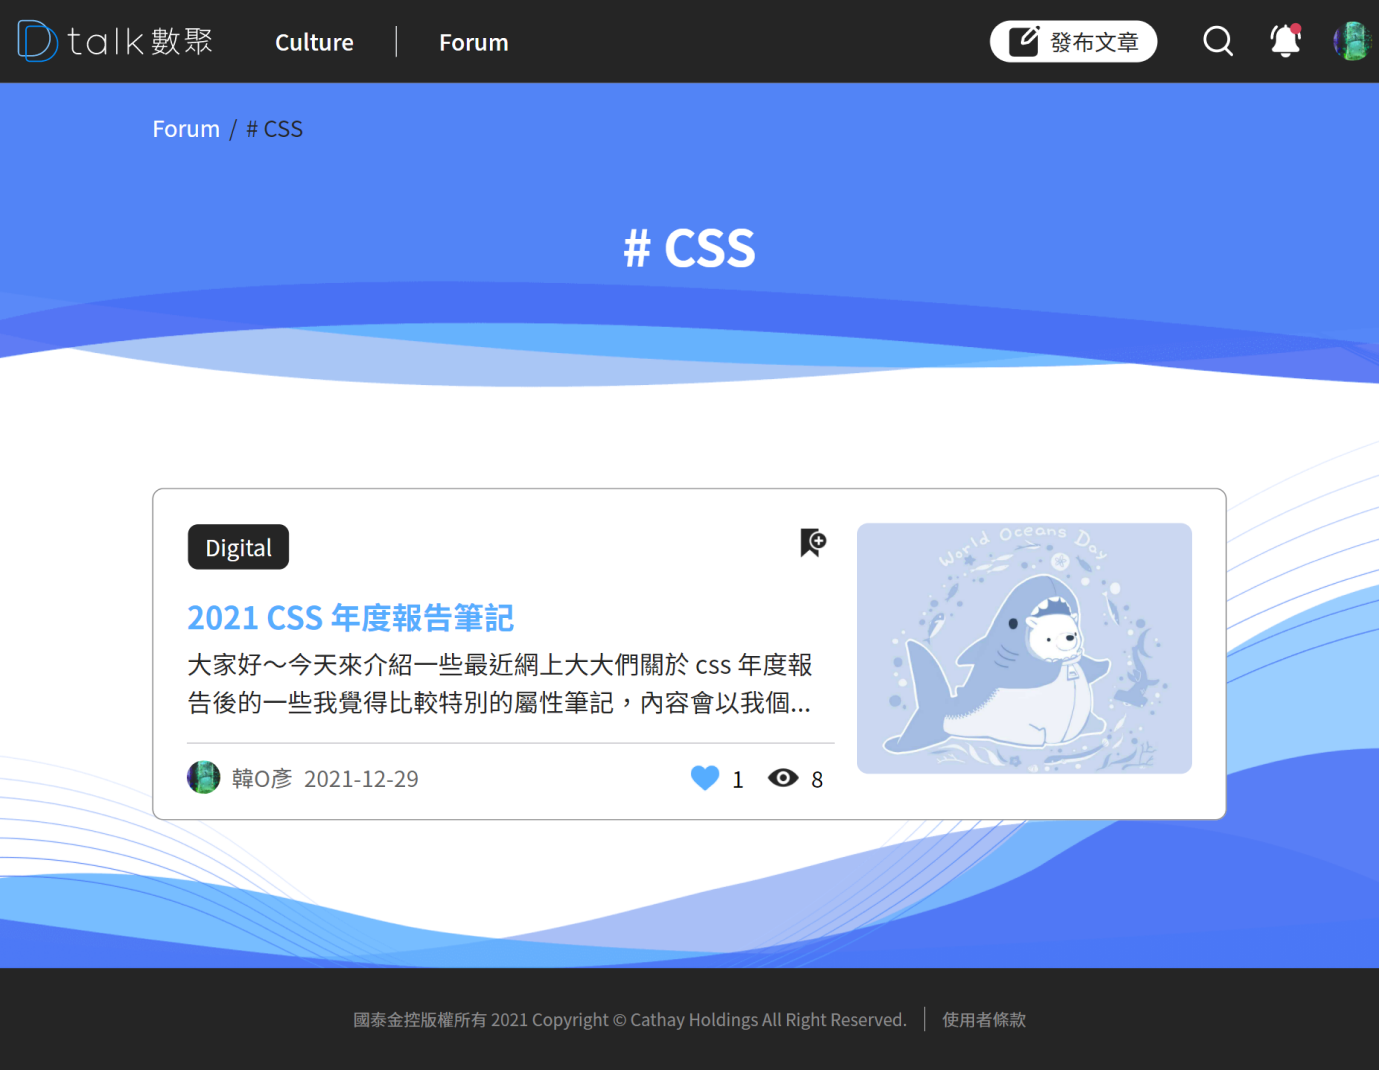 D talk 數聚
Culture
Forum
發布文章
Forum / # CSS
# CSS
Digital
World Oceans Day
2021 CSS 年度報告筆記
大家好～今天來介紹一些最近網上大大們關於 css 年度報
告後的一些我覺得比較特別的屬性筆記，內容會以我個...
韓O彥 2021-12-29
1
8
國泰金控版權所有 2021 Copyright © Cathay Holdings All Right Reserved.
使用者條款